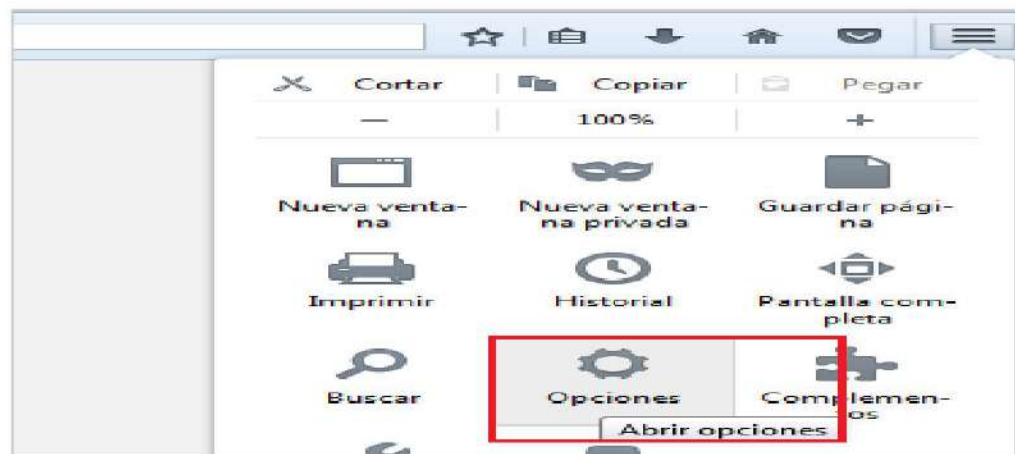 Cortar Copiar Pegar
— 100% +
Nueva venta- Nueva venta- Guardar pági-
na na privada na
Imprimir Historial Pantalla com-
pleta
Buscar Opciones Complemen-
tos
Abrir opciones